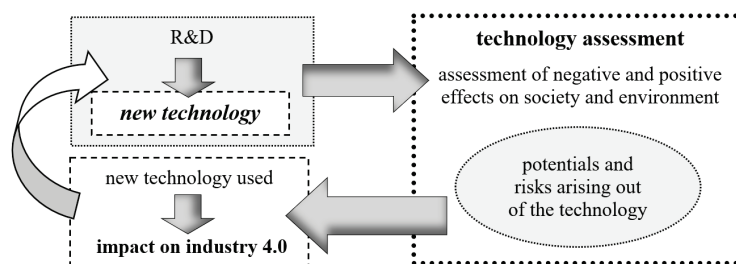 R&D
new technology
new technology used
impact on industry 4.0
technology assessment
assessment of negative and positive
effects on society and environment
potentials and
risks arising out
of the technology